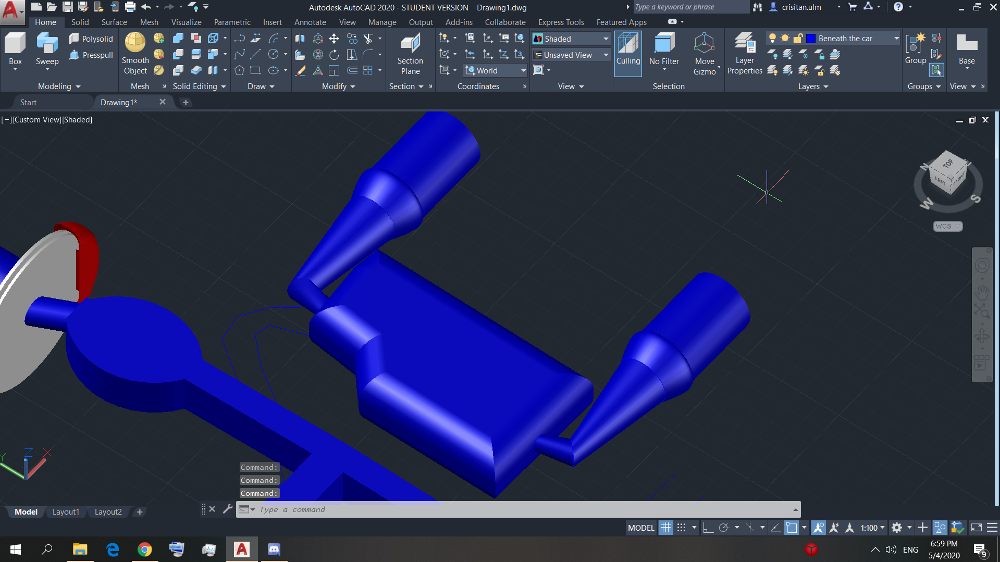 Autodesk AutoCAD 2020 - STUDENT VERSION Drawing1.dwg
Type a keyword or phrase
crisitan.ulm
Home Solid Surface Mesh Visualize Parametric Insert Annotate View Manage Output Add-ins Collaborate Express Tools Featured Apps
Box
Sweep
Polysolid
Presspull
Modeling
Smooth
Object
Mesh
Solid Editing
Draw
Modify
Section
Plane
Section
World
Coordinates
Shaded
Unsaved View
View
Culling
No Filter
Move
Gizmo
Selection
Layer
Properties
Beneath the car
Layers
Group
Groups
Base
View
Start
Drawing1*
[−][Custom View][Shaded]
N
TOP
LEFT
FRONT
W
S
WCS
Y
Z
X
Command:
Command:
Command:
Type a command
Model Layout1 Layout2
MODEL
1:100
6:59 PM
ENG
5/4/2020
9